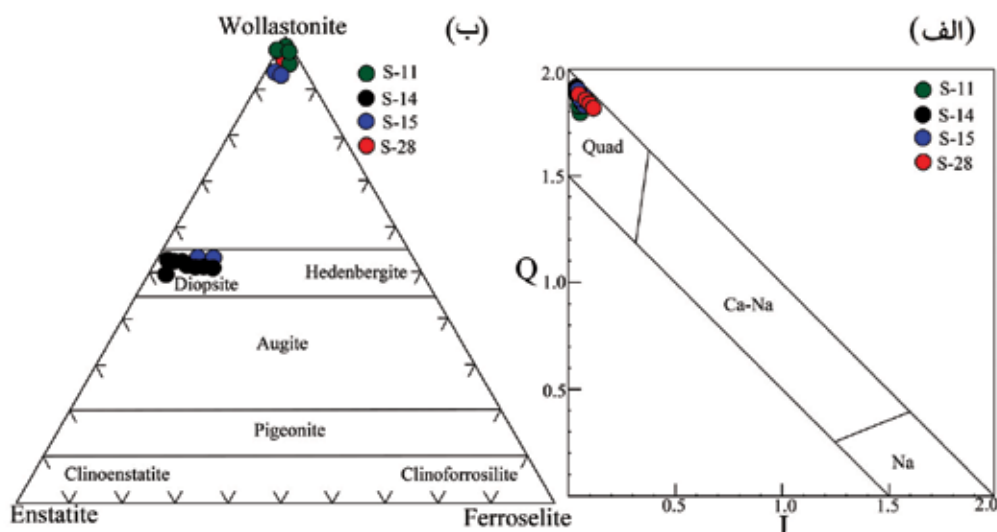 (ب)
Wollastonite
S-11
S-14
S-15
S-28
Diopsite
Hedenbergite
Augite
Pigeonite
Clinoenstatite
Clinoforrosilite
Enstatite
Ferroselite
(الف)
2.0
S-11
S-14
S-15
S-28
Quad
1.5
Q
1.0
Ca-Na
0.5
Na
0.5
1.0
J
1.5
2.0